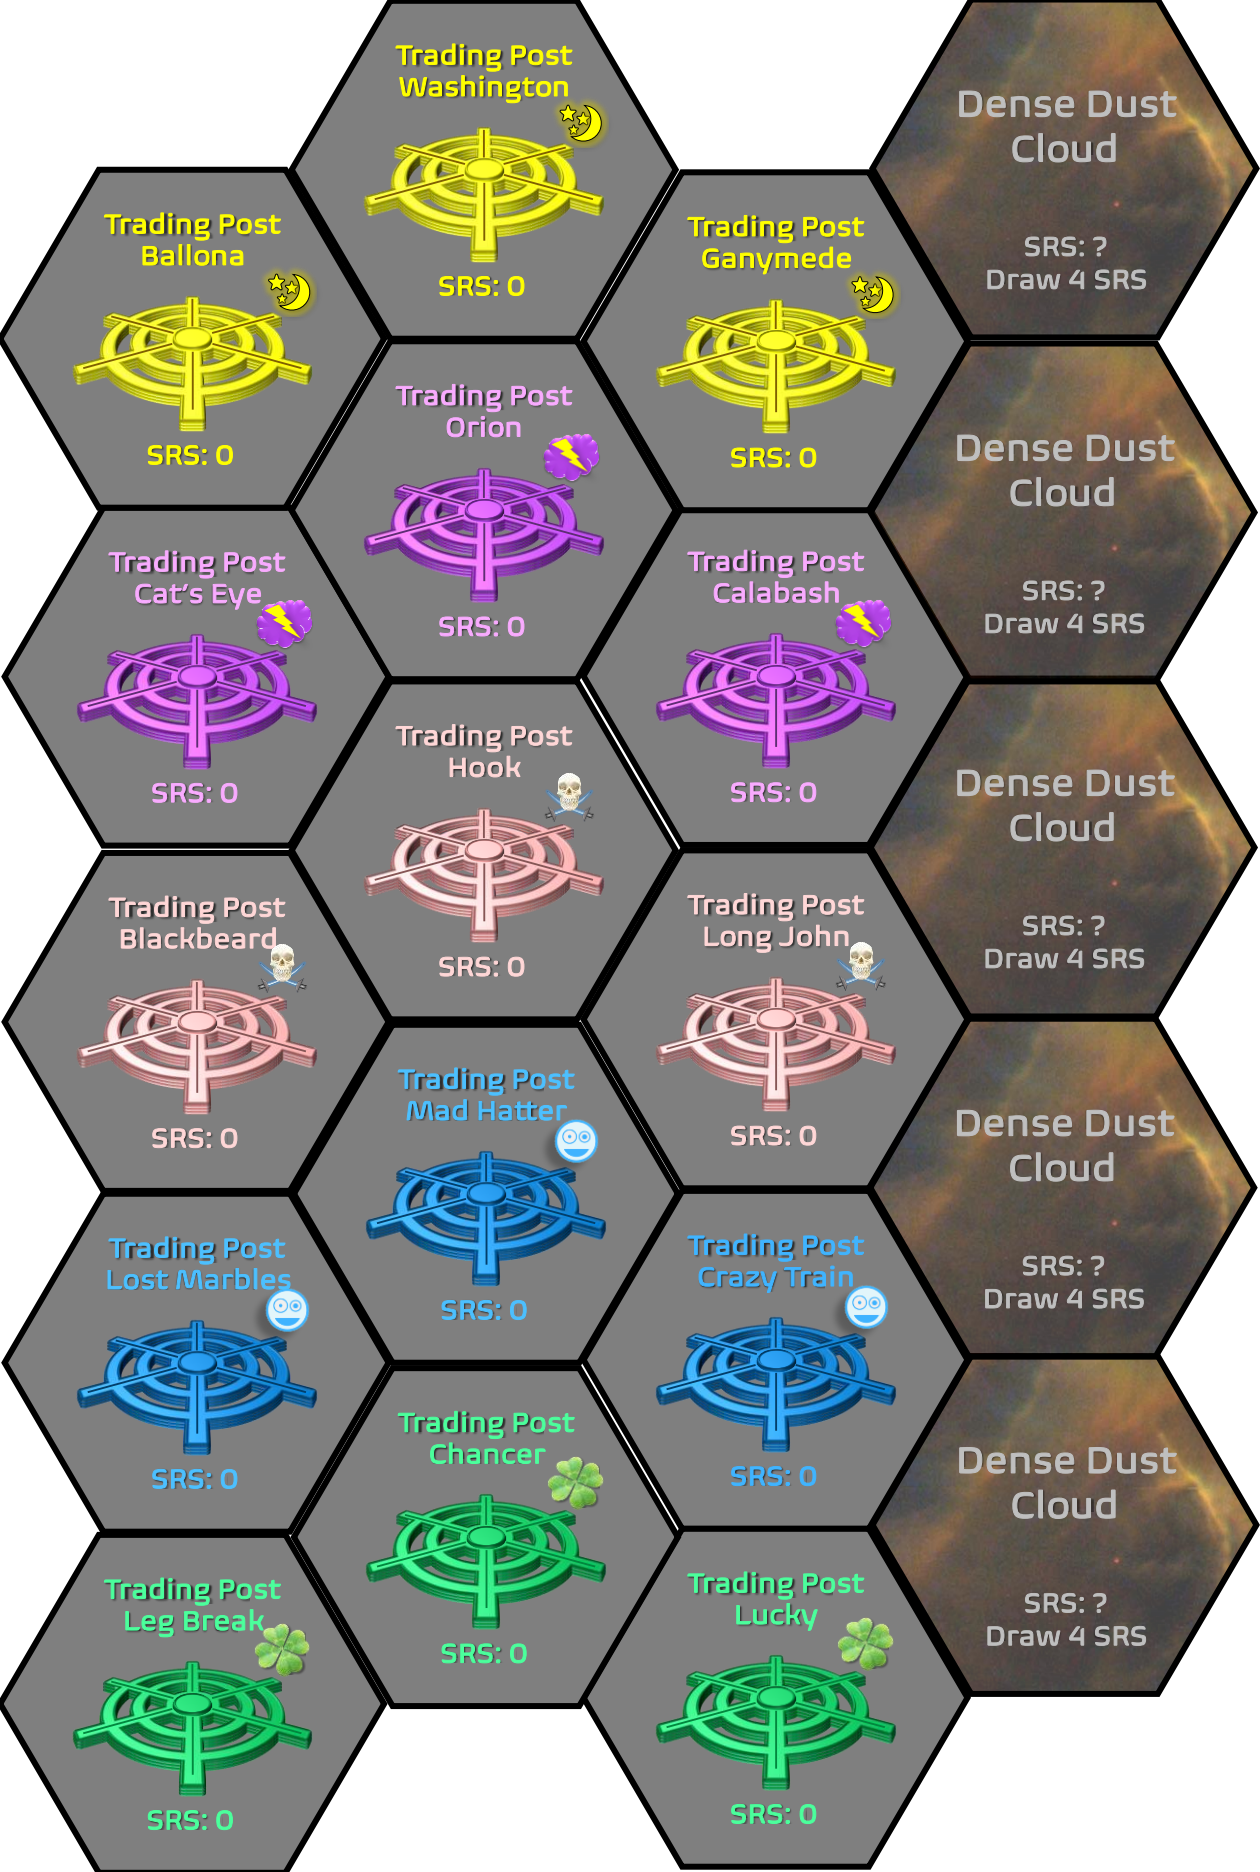 Trading Post
Washington
SRS: 0
Dense Dust
Cloud
SRS: ?
Draw 4 SRS
Trading Post
Ballona
SRS: 0
Trading Post
Ganymede
SRS: 0
Trading Post
Orion
SRS: 0
Dense Dust
Cloud
SRS: ?
Draw 4 SRS
Trading Post
Cat's Eye
SRS: 0
Trading Post
Calabash
SRS: 0
Trading Post
Hook
SRS: 0
Dense Dust
Cloud
SRS: ?
Draw 4 SRS
Trading Post
Blackbeard
SRS: 0
Trading Post
Long John
SRS: 0
Trading Post
Mad Hatter
SRS: 0
Dense Dust
Cloud
SRS: ?
Draw 4 SRS
Trading Post
Lost Marbles
SRS: 0
Trading Post
Crazy Train
SRS: 0
Trading Post
Chancer
SRS: 0
Dense Dust
Cloud
SRS: ?
Draw 4 SRS
Trading Post
Leg Break
SRS: 0
Trading Post
Lucky
SRS: 0